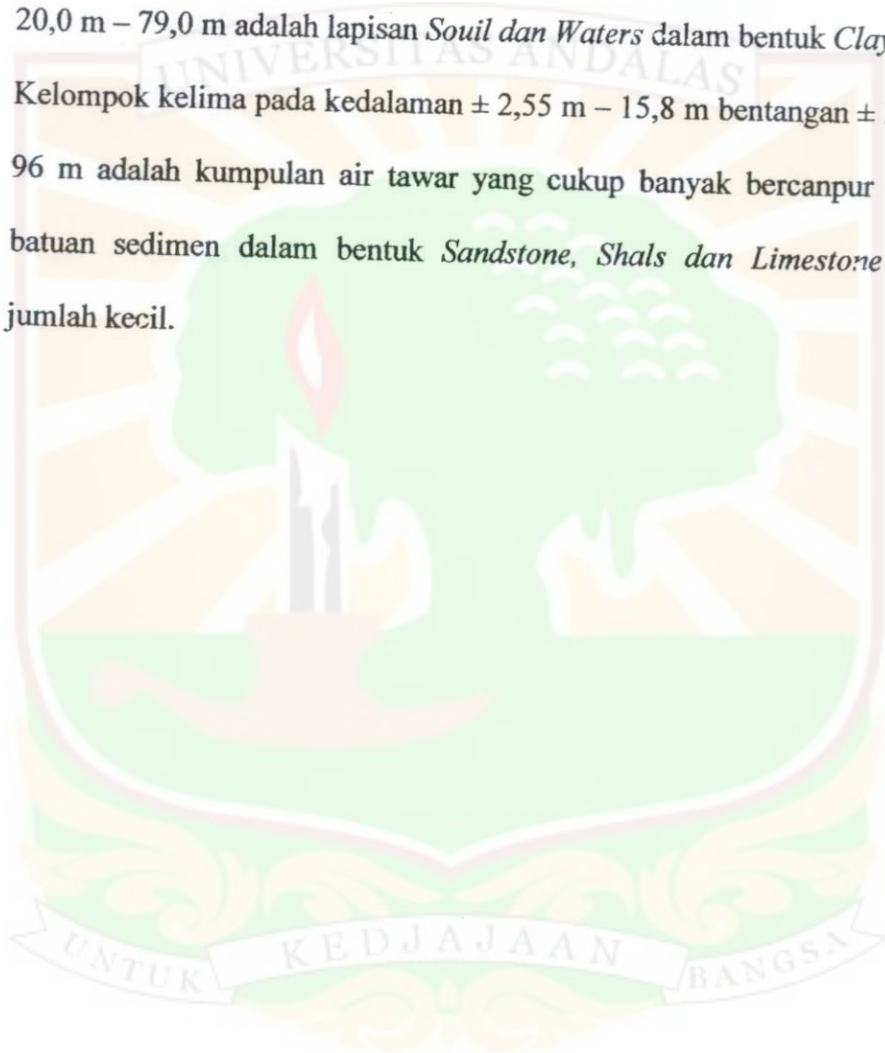 20,0 m – 79,0 m adalah lapisan Souil dan Waters dalam bentuk Clay
UNIVERSITAS ANDALAS
Kelompok kelima pada kedalaman ± 2,55 m – 15,8 m bentangan ±
96 m adalah kumpulan air tawar yang cukup banyak bercanpur
batuan sedimen dalam bentuk Sandstone, Shals dan Limestone
jumlah kecil.
UNTUK KEDJAJAAN BANGSA